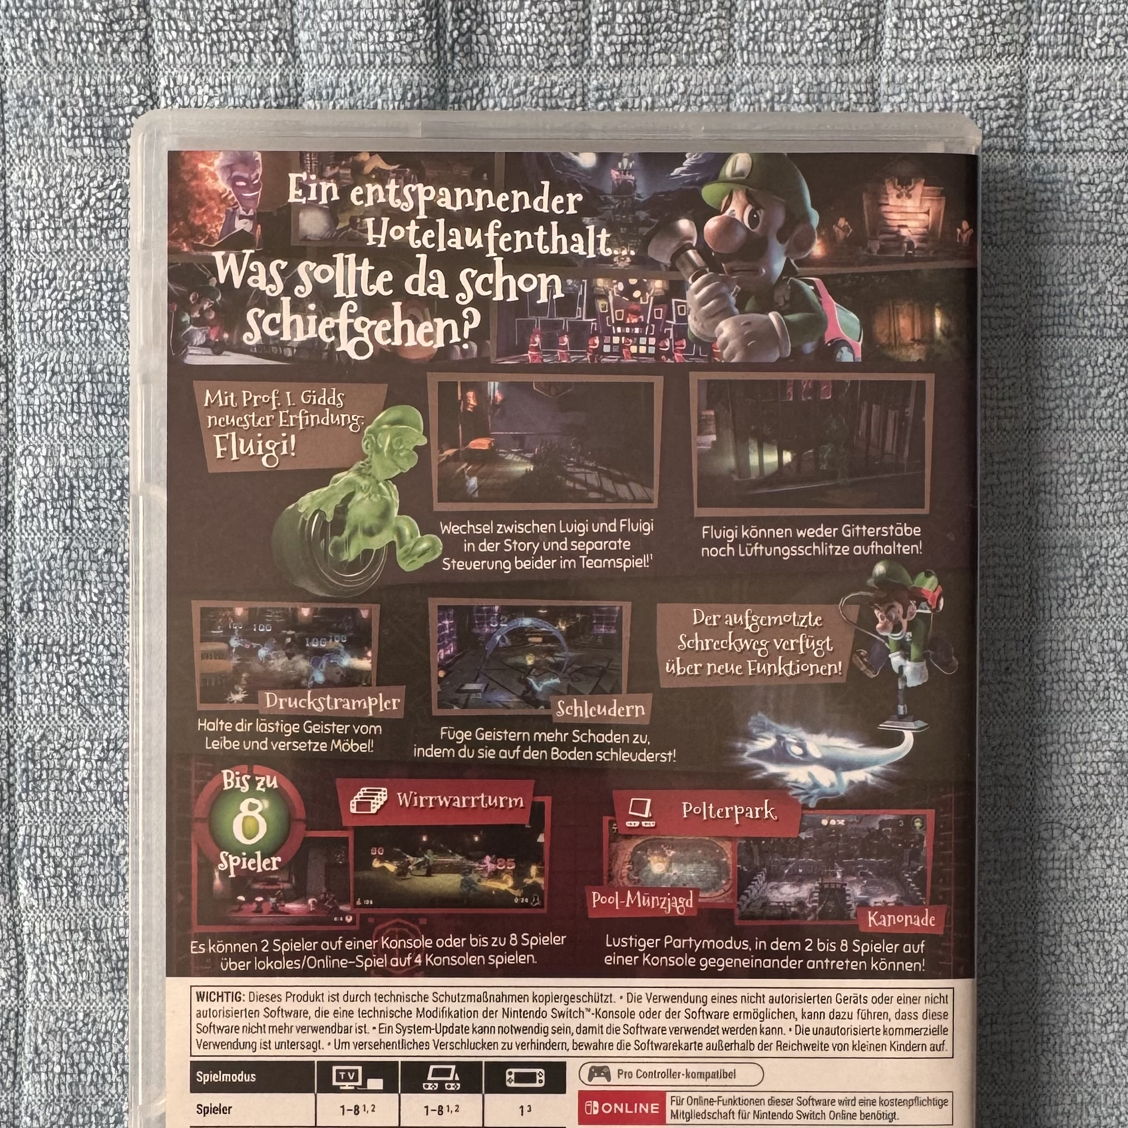 Ein entspannender
Hotelaufenthalt...
Was sollte da schon
schiefgehen?
Mit Prof. I. Gidds
neuester Erfindung:
Fluigi!
Wechsel zwischen Luigi und Fluigi
in der Story und separate
Steuerung beider im Teamspiel!¹
Fluigi können weder Gitterstäbe
noch Lüftungsschlitze aufhalten!
Der aufgemotzte
Schreckweg verfügt
über neue Funktionen!
100
100 100
Druckstrampler
Halte dir lästige Geister vom
Leibe und versetze Möbel!
Schleudern
Füge Geistern mehr Schaden zu,
indem du sie auf den Boden schleuderst!
Bis zu
8
Spieler
Wirrwarrturm
Es können 2 Spieler auf einer Konsole oder bis zu 8 Spieler
über lokales/Online-Spiel auf 4 Konsolen spielen.
Polterpark
Pool-Münzjagd
Kanonade
Lustiger Partymodus, in dem 2 bis 8 Spieler auf
einer Konsole gegeneinander antreten können!
WICHTIG: Dieses Produkt ist durch technische Schutzmaßnahmen kopiergeschützt. • Die Verwendung eines nicht autorisierten Geräts oder einer nicht
autorisierten Software, die eine technische Modifikation der Nintendo Switch™-Konsole oder der Software ermöglichen, kann dazu führen, dass diese
Software nicht mehr verwendbar ist. • Ein System-Update kann notwendig sein, damit die Software verwendet werden kann. • Die unautorisierte kommerzielle
Verwendung ist untersagt. • Um versehentliches Verschlucken zu verhindern, bewahre die Softwarekarte außerhalb der Reichweite von kleinen Kindern auf.
Spielmodus TV
Spieler 1-8¹,² 1-8¹,² 1³
Pro Controller-kompatibel
ONLINE
Für Online-Funktionen dieser Software wird eine kostenpflichtige
Mitgliedschaft für Nintendo Switch Online benötigt.